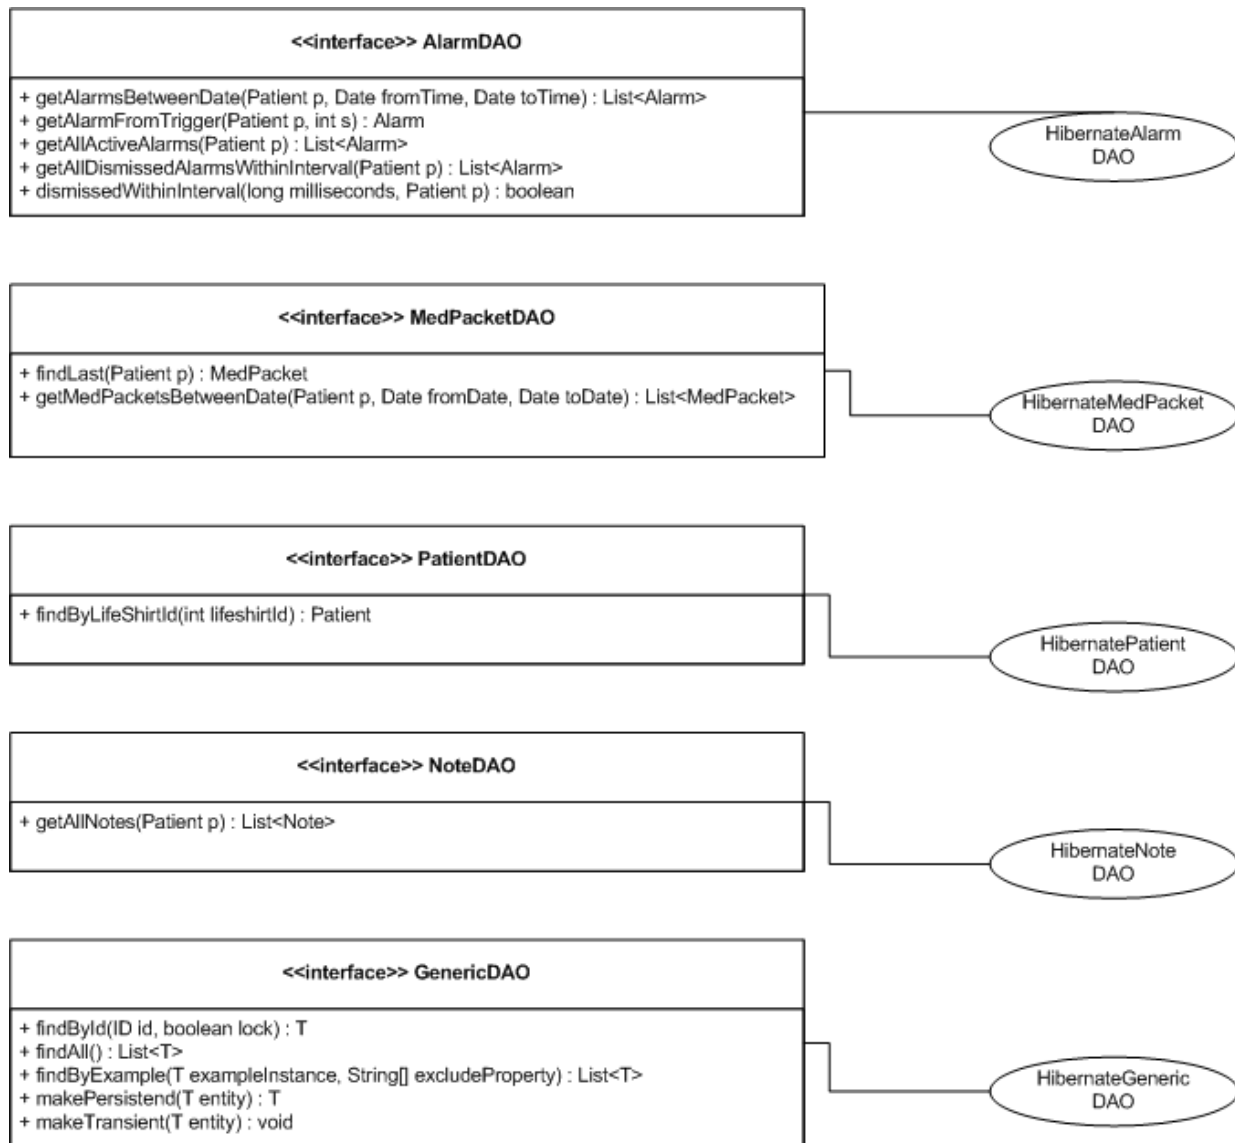 <<interface>> AlarmDAO
+ getAlarmsBetweenDate(Patient p, Date fromTime, Date toTime) : List<Alarm>
+ getAlarmFromTrigger(Patient p, int s) : Alarm
+ getAllActiveAlarms(Patient p) : List<Alarm>
+ getAllDismissedAlarmsWithinInterval(Patient p) : List<Alarm>
+ dismissedWithinInterval(long milliseconds, Patient p) : boolean
HibernateAlarm
DAO
<<interface>> MedPacketDAO
+ findLast(Patient p) : MedPacket
+ getMedPacketsBetweenDate(Patient p, Date fromDate, Date toDate) : List<MedPacket>
HibernateMedPacket
DAO
<<interface>> PatientDAO
+ findByLifeShirtId(int lifeshirtId) : Patient
HibernatePatient
DAO
<<interface>> NoteDAO
+ getAllNotes(Patient p) : List<Note>
HibernateNote
DAO
<<interface>> GenericDAO
+ findById(ID id, boolean lock) : T
+ findAll() : List<T>
+ findByExample(T exampleInstance, String[] excludeProperty) : List<T>
+ makePersistend(T entity) : T
+ makeTransient(T entity) : void
HibernateGeneric
DAO